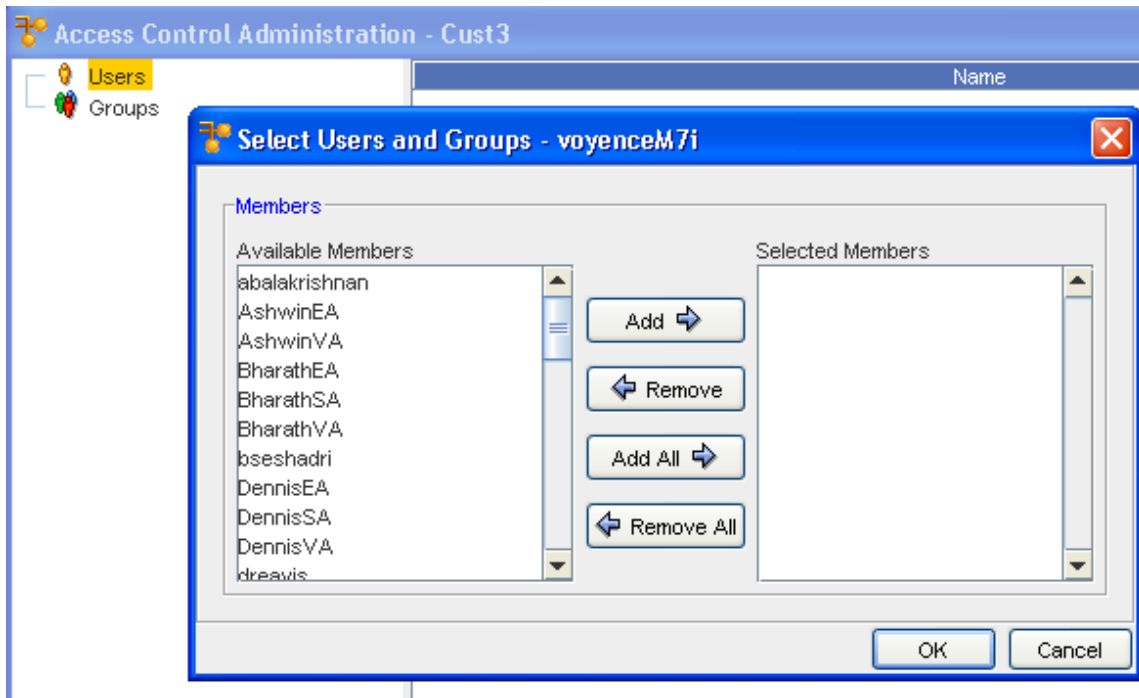 Access Control Administration - Cust3
Users
Groups
Name
Select Users and Groups - voyenceM7i
Members
Available Members
Selected Members
abalakrishnan
AshwinEA
AshwinVA
BharathEA
BharathSA
BharathVA
bseshadri
DennisEA
DennisSA
DennisVA
dreavis
Add
Remove
Add All
Remove All
OK
Cancel